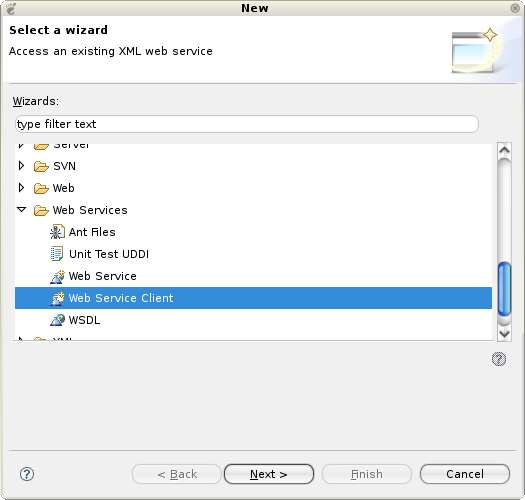 New
Select a wizard
Access an existing XML web service
Wizards:
type filter text
Server
SVN
Web
Web Services
Ant Files
Unit Test UDDI
Web Service
Web Service Client
WSDL
XML
< Back
Next >
Finish
Cancel